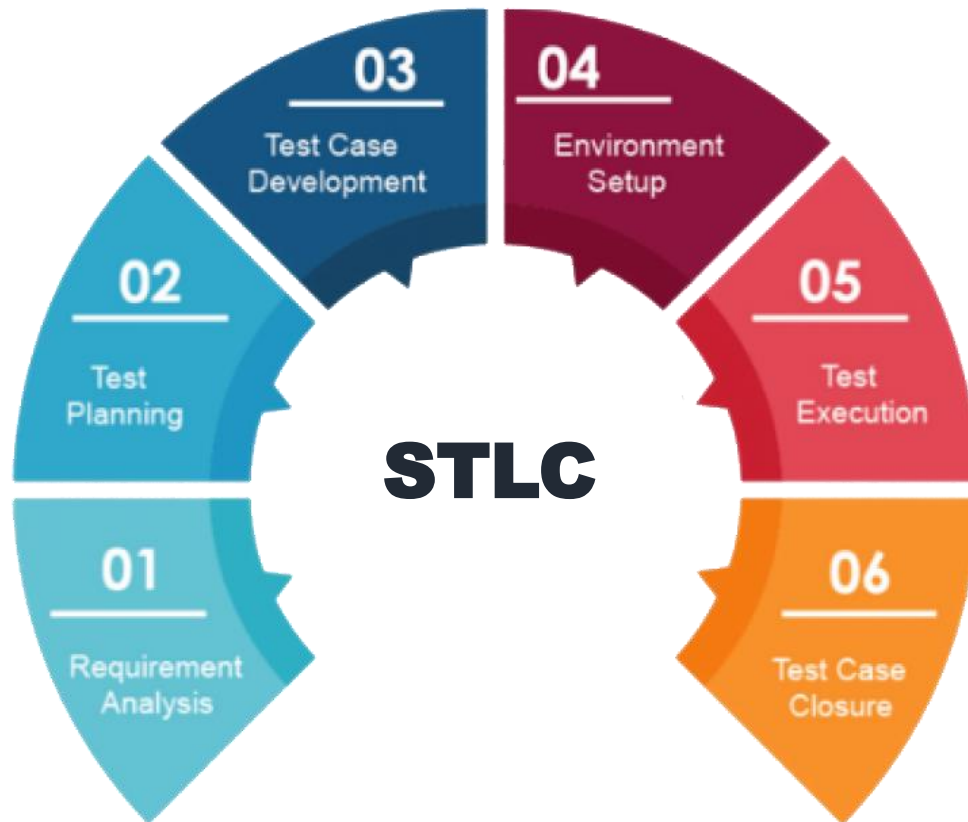 01
Requirement
Analysis
02
Test
Planning
03
Test Case
Development
04
Environment
Setup
05
Test
Execution
06
Test Case
Closure
STLC